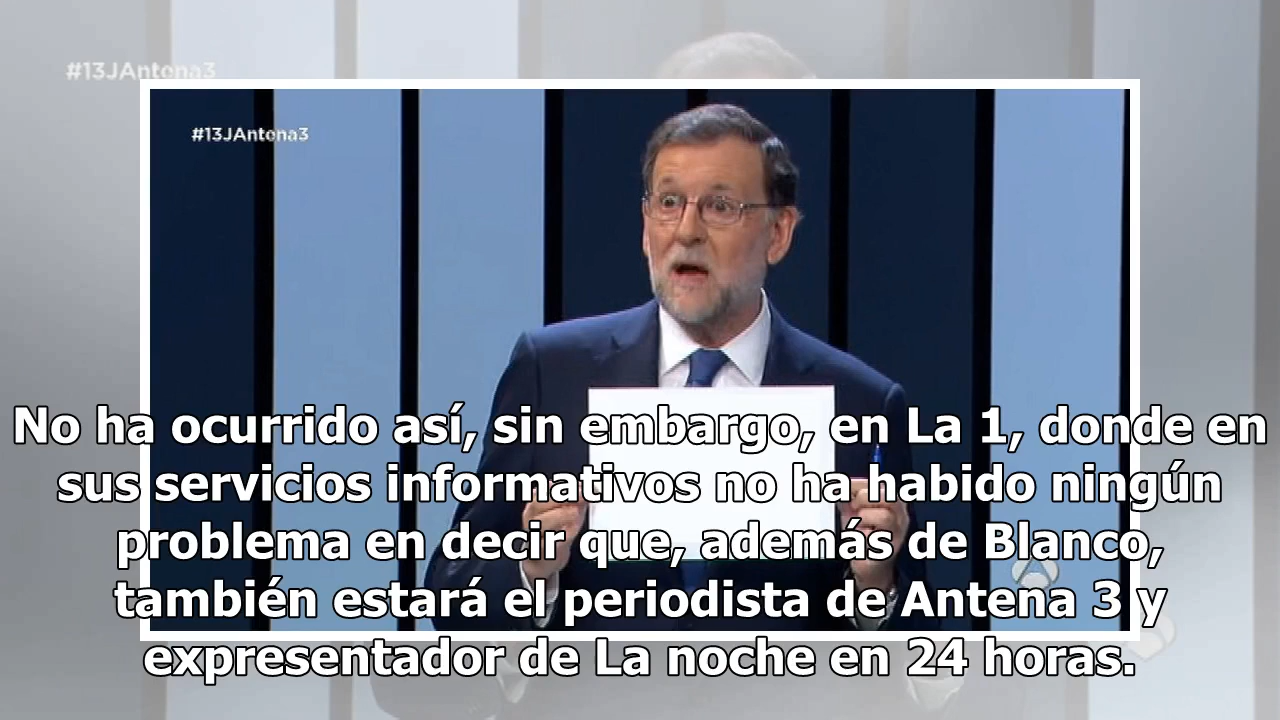 #13JAntena3
#13JAntena3
No ha ocurrido así, sin embargo, en La 1, donde en
sus servicios informativos no ha habido ningún
problema en decir que, además de Blanco,
también estará el periodista de Antena 3 y
expresentador de La noche en 24 horas.